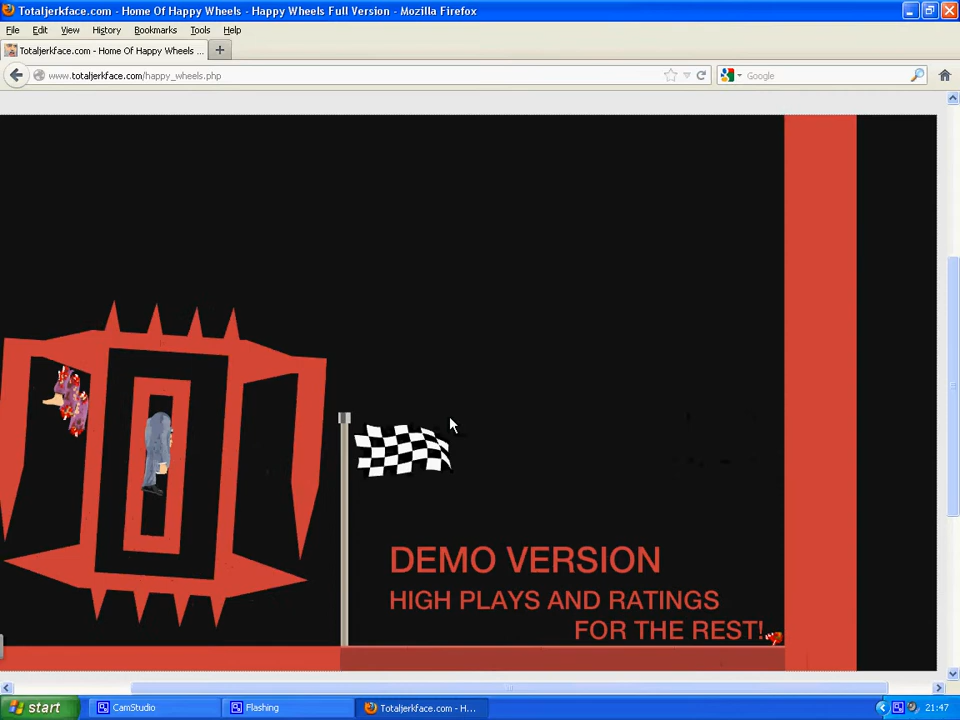 Totaljerkface.com - Home Of Happy Wheels - Happy Wheels Full Version - Mozilla Firefox
File Edit View History Bookmarks Tools Help
Totaljerkface.com - Home Of Happy Wheels ...
www.totaljerkface.com/happy_wheels.php
Google
DEMO VERSION
HIGH PLAYS AND RATINGS
FOR THE REST!
start
CamStudio
Flashing
Totaljerkface.com - H...
21:47